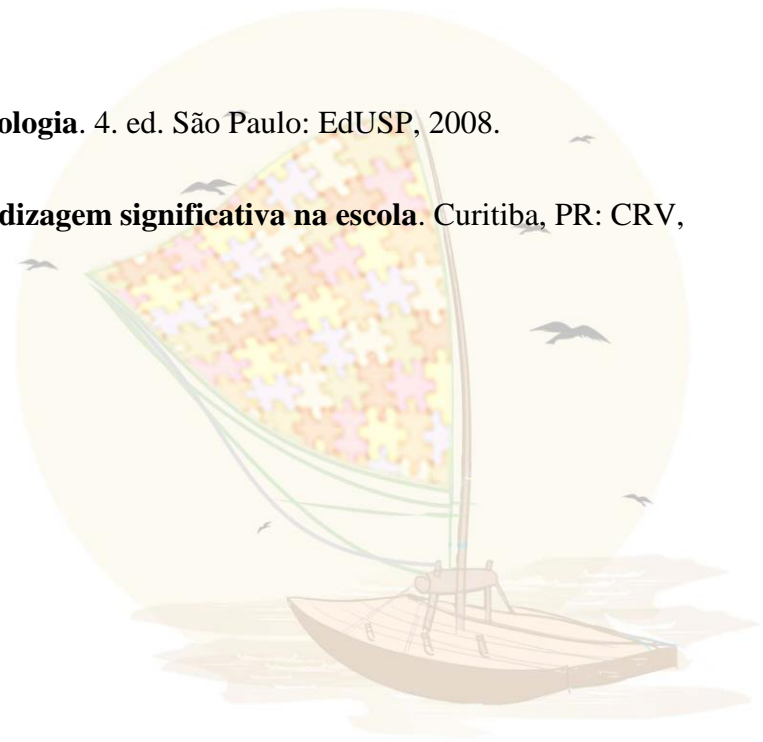 ologia. 4. ed. São Paulo: EdUSP, 2008.
dizagem significativa na escola. Curitiba, PR: CRV,